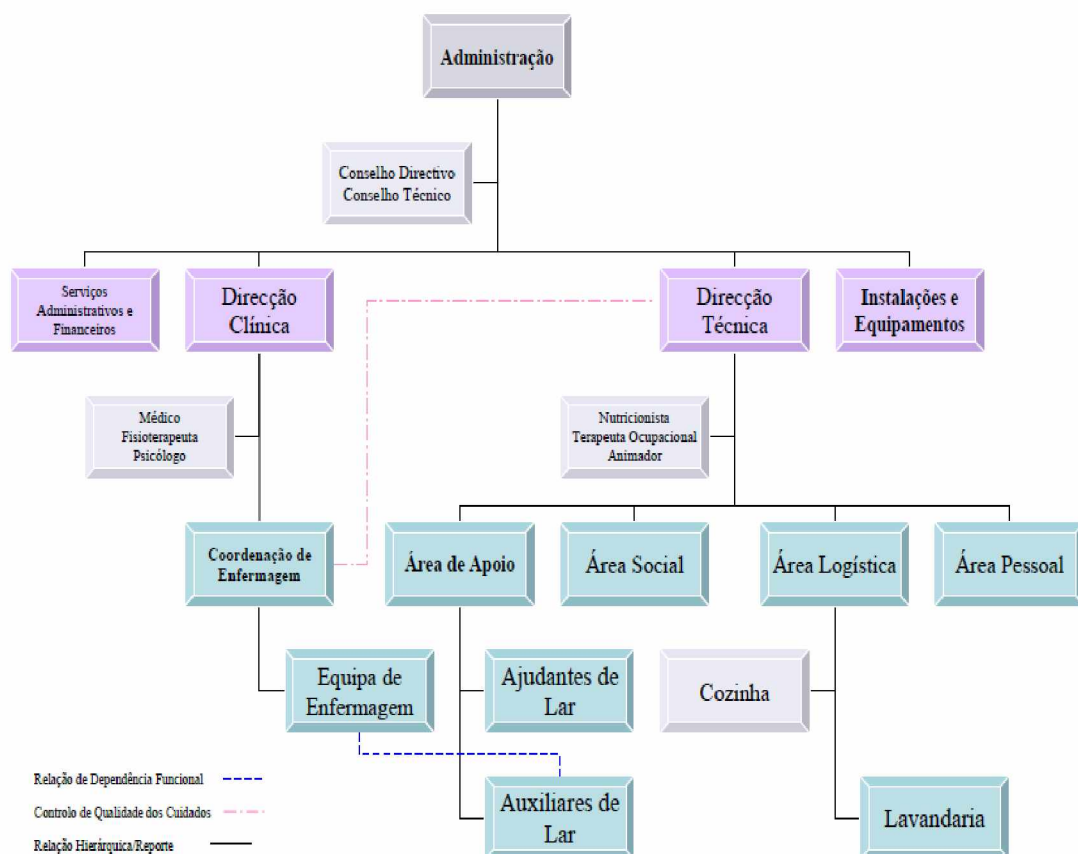 Administração
Conselho Directivo
Conselho Técnico
Serviços
Administrativos e
Financeiros
Direcção
Clínica
Direcção
Técnica
Instalações e
Equipamentos
Médico
Fisioterapeuta
Psicólogo
Nutricionista
Terapeuta Ocupacional
Animador
Coordenação de
Enfermagem
Área de Apoio
Área Social
Área Logística
Área Pessoal
Equipa de
Enfermagem
Ajudantes de
Lar
Cozinha
Auxiliares de
Lar
Lavandaria
Relação de Dependência Funcional
Controlo de Qualidade dos Cuidados
Relação Hierárquica/Reporte